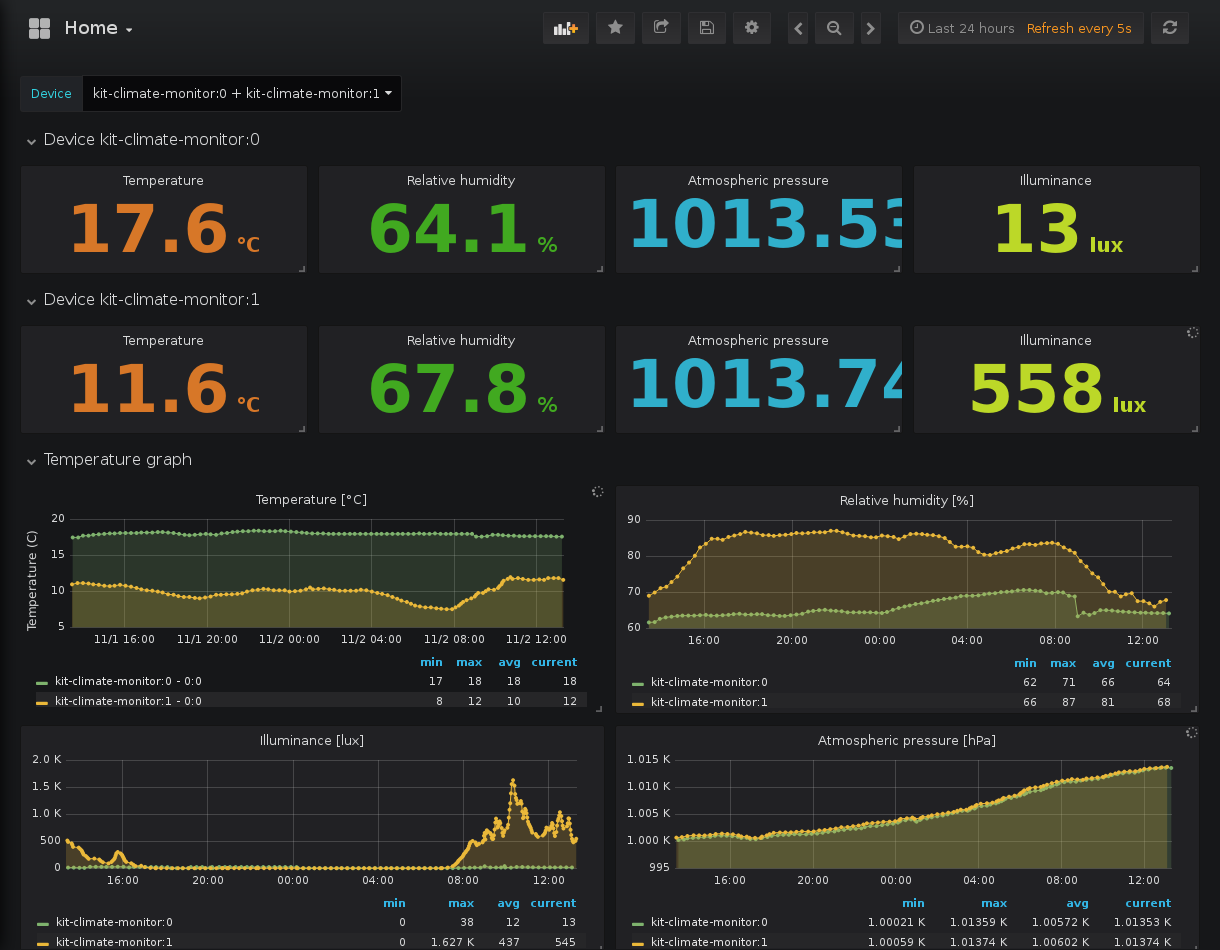 Home
Last 24 hours Refresh every 5s
Device kit-climate-monitor:0 + kit-climate-monitor:1
Device kit-climate-monitor:0
Temperature Relative humidity Atmospheric pressure Illuminance
17.6 °C 64.1 % 1013.53 13 lux
Device kit-climate-monitor:1
Temperature Relative humidity Atmospheric pressure Illuminance
11.6 °C 67.8 % 1013.74 558 lux
Temperature graph
Temperature [°C]
Temperature (C)
20
15
10
5
11/1 16:00 11/1 20:00 11/2 00:00 11/2 04:00 11/2 08:00 11/2 12:00
min max avg current
kit-climate-monitor:0 - 0:0 17 18 18 18
kit-climate-monitor:1 - 0:0 8 12 10 12
Relative humidity [%]
90
80
70
60
16:00 20:00 00:00 04:00 08:00 12:00
min max avg current
kit-climate-monitor:0 62 71 66 64
kit-climate-monitor:1 66 87 81 68
Illuminance [lux]
2.0 K
1.5 K
1.0 K
500
0
16:00 20:00 00:00 04:00 08:00 12:00
min max avg current
kit-climate-monitor:0 0 38 12 13
kit-climate-monitor:1 0 1.627 K 437 545
Atmospheric pressure [hPa]
1.015 K
1.010 K
1.005 K
1.000 K
995
16:00 20:00 00:00 04:00 08:00 12:00
min max avg current
kit-climate-monitor:0 1.00021 K 1.01359 K 1.00572 K 1.01353 K
kit-climate-monitor:1 1.00059 K 1.01374 K 1.00602 K 1.01374 K